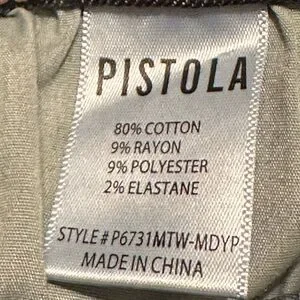 PISTOLA
80% COTTON
9% RAYON
9% POLYESTER
2% ELASTANE
STYLE # P6731MTW-MDYP
MADE IN CHINA